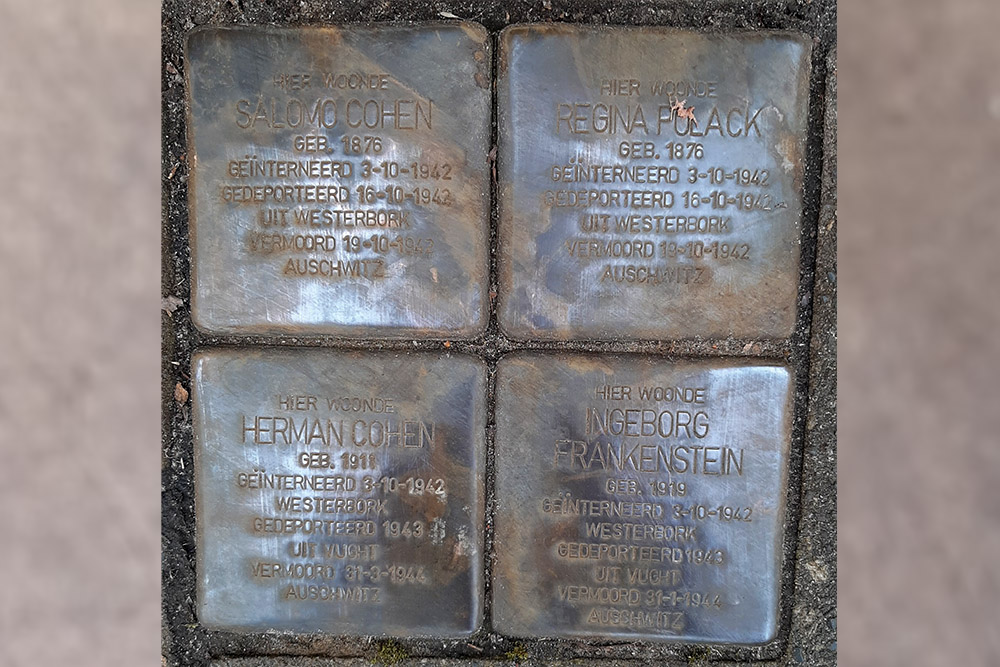 HIER WOONDE
SALOMO COHEN
GEB. 1876
GEÏNTERNEERD 3-10-1942
GEDEPORTEERD 16-10-1942
UIT WESTERBORK
VERMOORD 19-10-1942
AUSCHWITZ
HIER WOONDE
REGINA POLACK
GEB. 1876
GEÏNTERNEERD 3-10-1942
GEDEPORTEERD 16-10-1942
UIT WESTERBORK
VERMOORD 19-10-1942
AUSCHWITZ
HIER WOONDE
HERMAN COHEN
GEB. 1911
GEÏNTERNEERD 3-10-1942
WESTERBORK
GEDEPORTEERD 1943
UIT VUGHT
VERMOORD 31-3-1944
AUSCHWITZ
HIER WOONDE
INGEBORG
FRANKENSTEIN
GEB. 1919
GEÏNTERNEERD 3-10-1942
WESTERBORK
GEDEPORTEERD 1943
UIT VUGHT
VERMOORD 31-1-1944
AUSCHWITZ